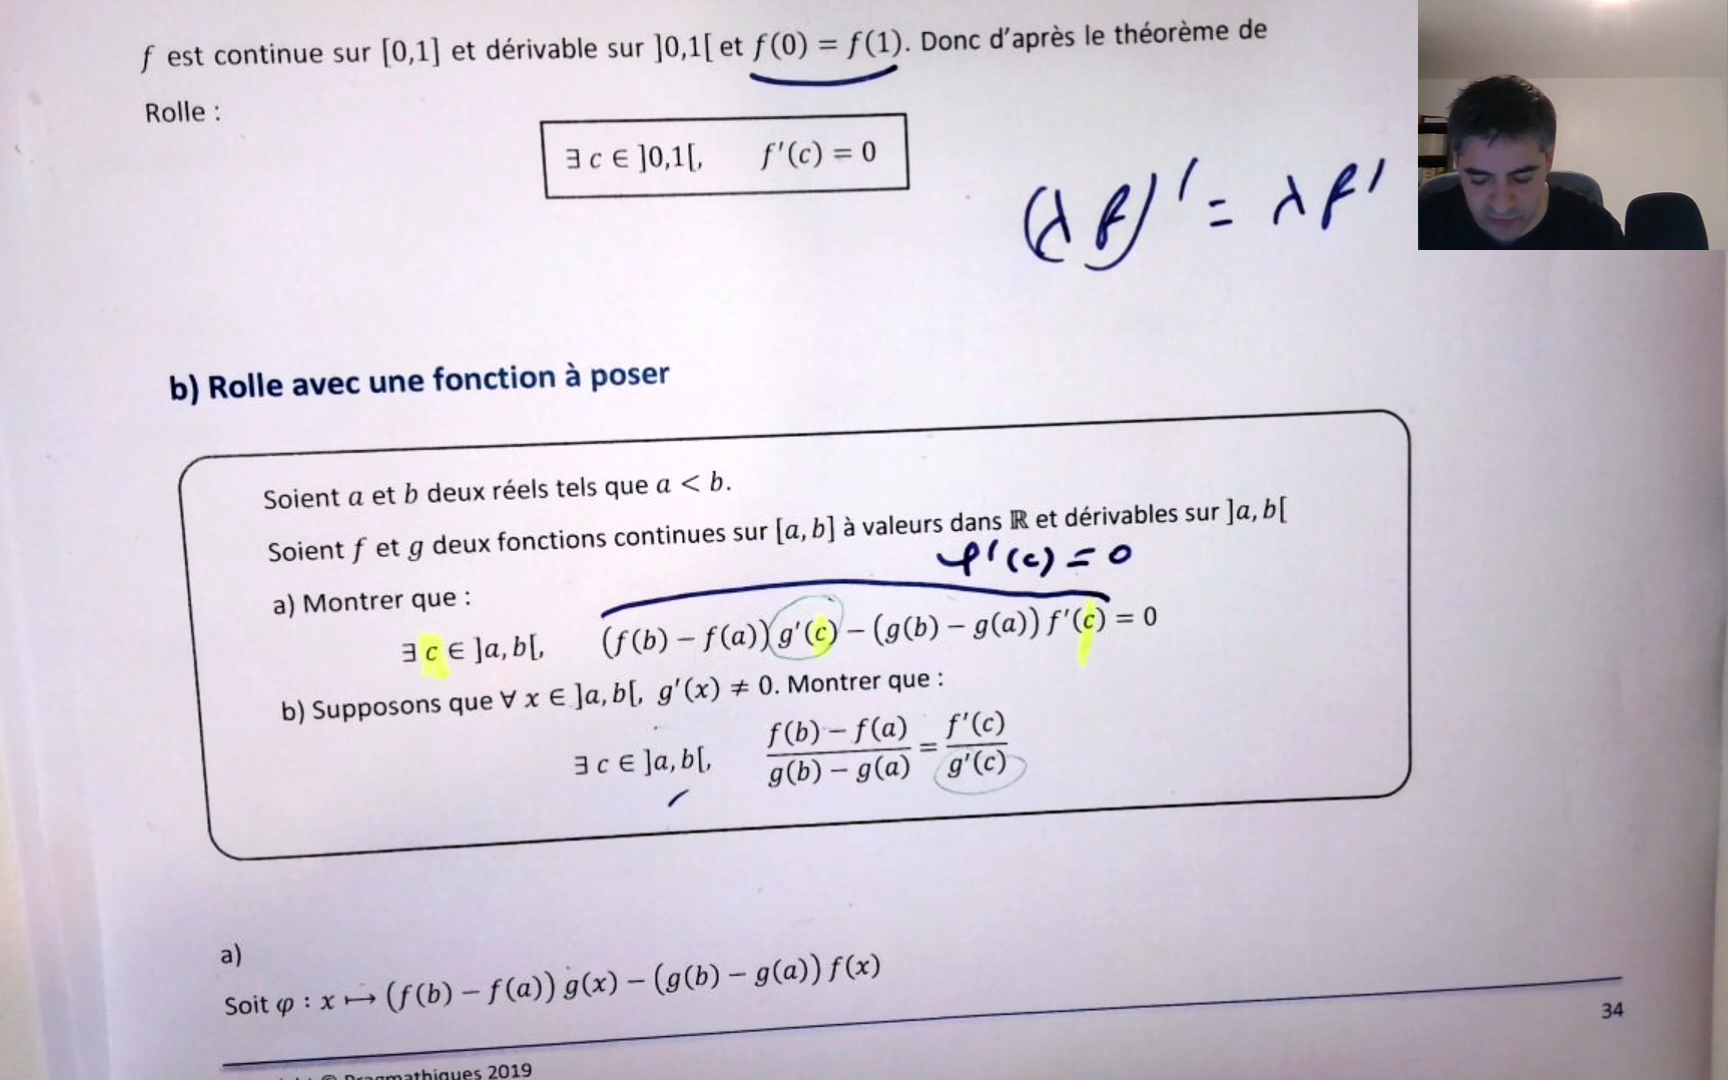 f est continue sur [0,1] et dérivable sur ]0,1[ et f(0) = f(1). Donc d'après le théorème de
Rolle :
∃ c ∈ ]0,1[, f'(c) = 0
(λ f)' = λ f'
b) Rolle avec une fonction à poser
Soient a et b deux réels tels que a < b.
Soient f et g deux fonctions continues sur [a, b] à valeurs dans ℝ et dérivables sur ]a, b[
φ'(c) = 0
a) Montrer que :
∃ c ∈ ]a, b[, (f(b) − f(a)) g'(c) − (g(b) − g(a)) f'(c) = 0
b) Supposons que ∀ x ∈ ]a, b[, g'(x) ≠ 0. Montrer que :
∃ c ∈ ]a, b[, (f(b) − f(a))/(g(b) − g(a)) = f'(c)/g'(c)
a)
Soit φ : x ⟼ (f(b) − f(a)) g(x) − (g(b) − g(a)) f(x)
34
© Pragmathiques 2019